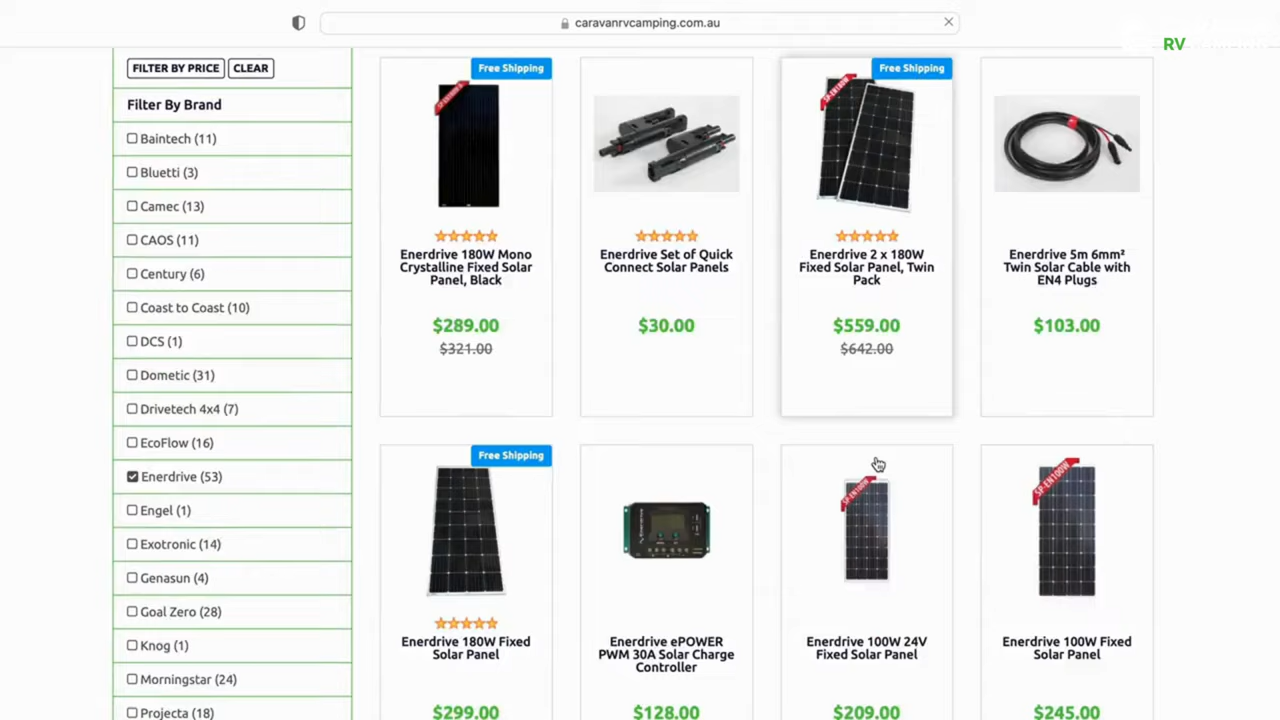 caravanrvcamping.com.au
RV
FILTER BY PRICE
CLEAR
Filter By Brand
Baintech (11)
Bluetti (3)
Camec (13)
CAOS (11)
Century (6)
Coast to Coast (10)
DCS (1)
Dometic (31)
Drivetech 4x4 (7)
EcoFlow (16)
Enerdrive (53)
Engel (1)
Exotronic (14)
Genasun (4)
Goal Zero (28)
Knog (1)
Morningstar (24)
Projecta (18)
Free Shipping
Enerdrive 180W Mono
Crystalline Fixed Solar
Panel, Black
$289.00
$321.00
Enerdrive Set of Quick
Connect Solar Panels
$30.00
Free Shipping
Enerdrive 2 x 180W
Fixed Solar Panel, Twin
Pack
$559.00
$642.00
Enerdrive 5m 6mm²
Twin Solar Cable with
EN4 Plugs
$103.00
Free Shipping
Enerdrive 180W Fixed
Solar Panel
$299.00
Enerdrive ePOWER
PWM 30A Solar Charge
Controller
$128.00
SP-EN100W
Enerdrive 100W 24V
Fixed Solar Panel
$209.00
SP-EN100W
Enerdrive 100W Fixed
Solar Panel
$245.00